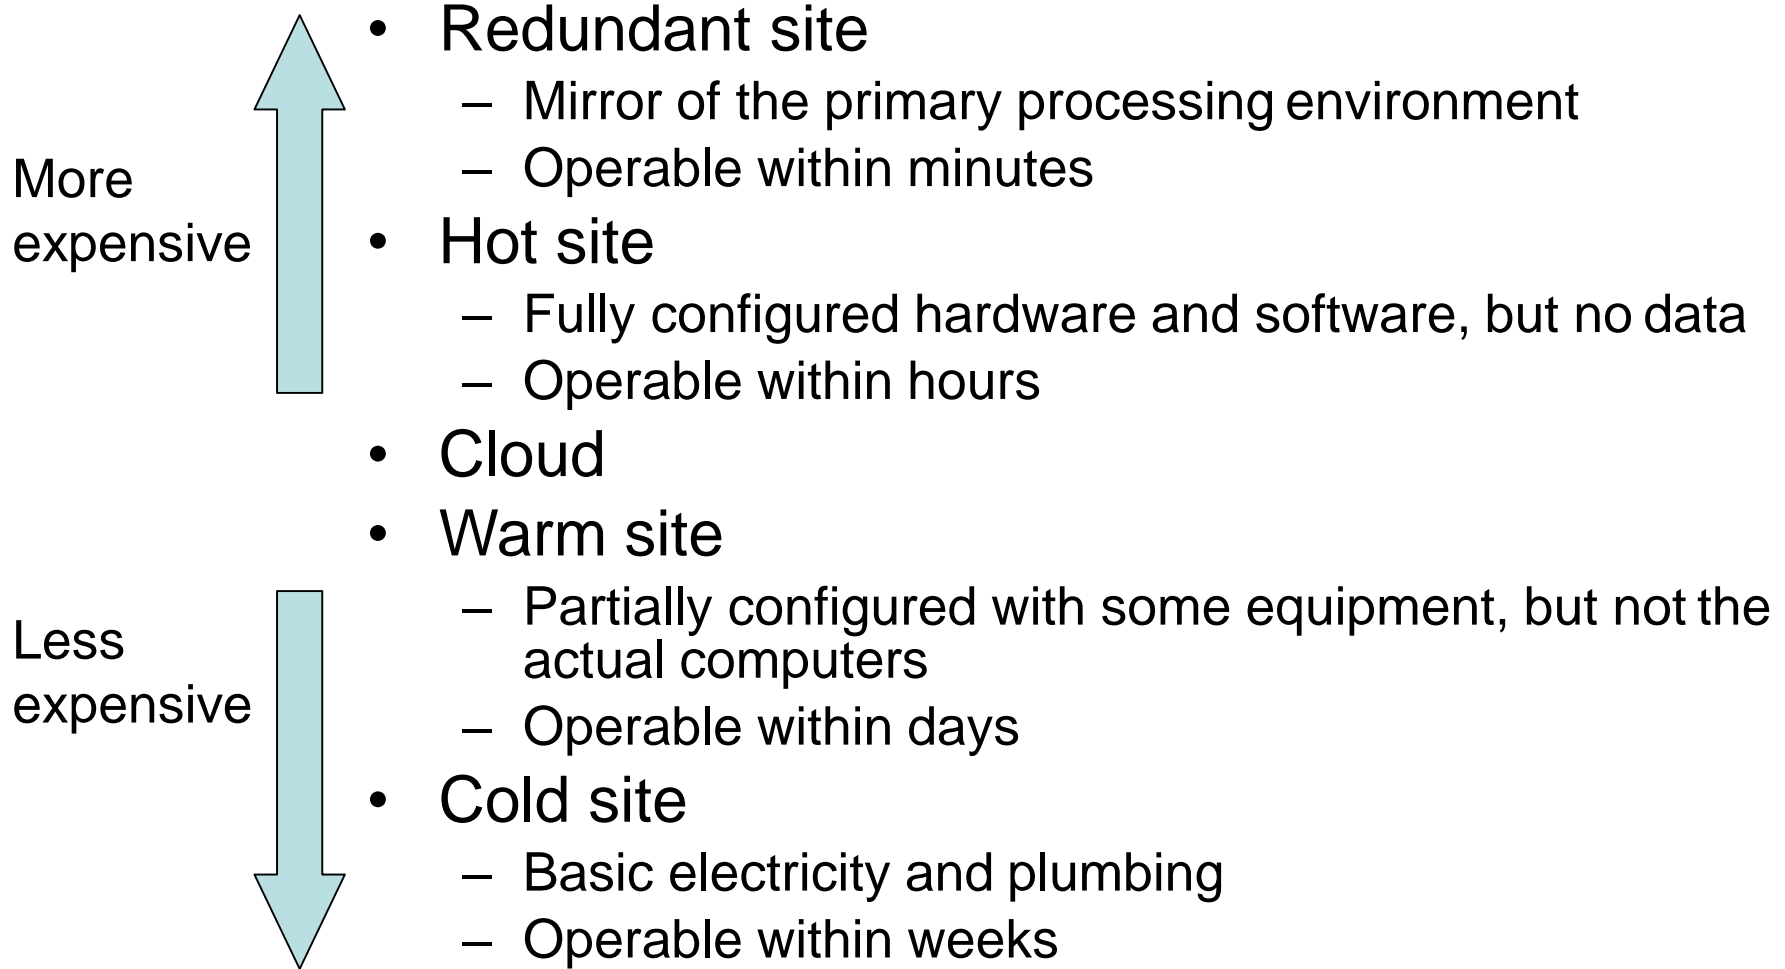 • Redundant site
– Mirror of the primary processing environment
– Operable within minutes
More
expensive
• Hot site
– Fully configured hardware and software, but no data
– Operable within hours
• Cloud
• Warm site
– Partially configured with some equipment, but not the
actual computers
– Operable within days
Less
expensive
• Cold site
– Basic electricity and plumbing
– Operable within weeks